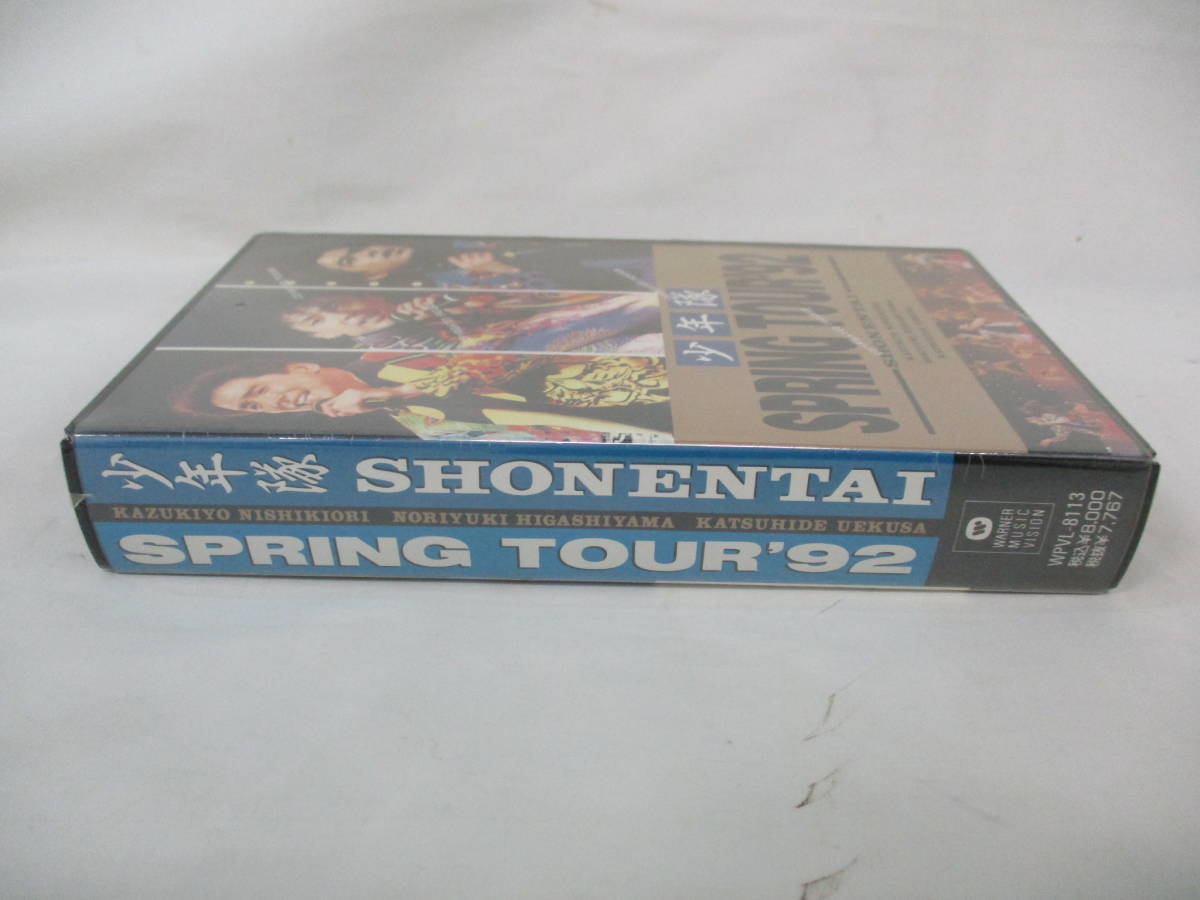 少年隊
SPRING TOUR'92
少年隊 SHONENTAI
KAZUKIYO NISHIKIORI NORIYUKI HIGASHIYAMA KATSUHIDE UEKUSA
SPRING TOUR'92
WARNER
MUSIC
VISION
WPVL-8113
税込¥8,000
税抜¥7,767